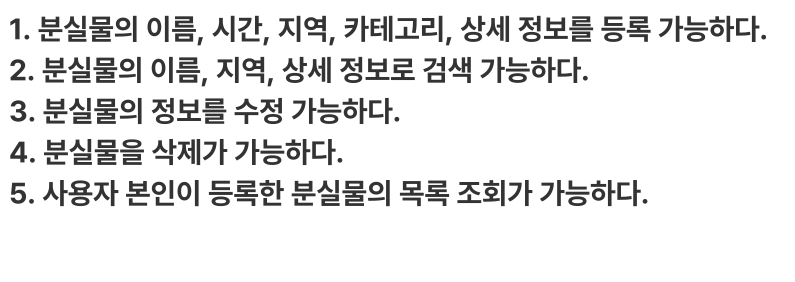 1. 분실물의 이름, 시간, 지역, 카테고리, 상세 정보를 등록 가능하다.
2. 분실물의 이름, 지역, 상세 정보로 검색 가능하다.
3. 분실물의 정보를 수정 가능하다.
4. 분실물을 삭제가 가능하다.
5. 사용자 본인이 등록한 분실물의 목록 조회가 가능하다.